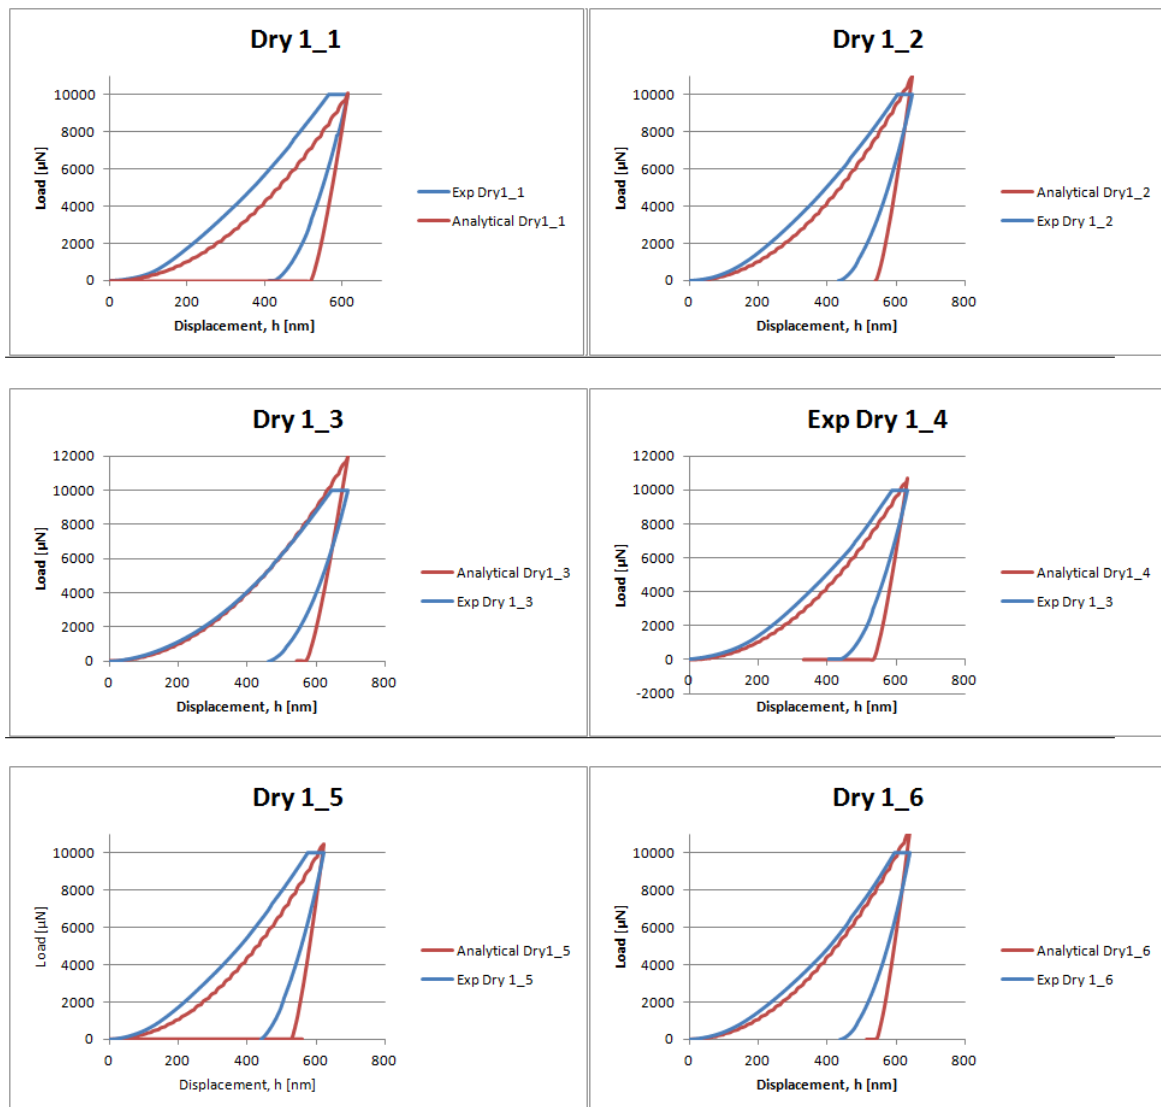 Dry 1_1
10000
8000
6000
4000
2000
0
Load [µN]
0 200 400 600
Displacement, h [nm]
Exp Dry1_1
Analytical Dry1_1
Dry 1_2
10000
8000
6000
4000
2000
0
Load [µN]
0 200 400 600 800
Displacement, h [nm]
Analytical Dry1_2
Exp Dry 1_2
Dry 1_3
12000
10000
8000
6000
4000
2000
0
Load [µN]
0 200 400 600 800
Displacement, h [nm]
Analytical Dry1_3
Exp Dry 1_3
Exp Dry 1_4
12000
10000
8000
6000
4000
2000
0
-2000
Load [µN]
0 200 400 600 800
Displacement, h [nm]
Analytical Dry1_4
Exp Dry 1_3
Dry 1_5
10000
8000
6000
4000
2000
0
Load [µN]
0 200 400 600 800
Displacement, h [nm]
Analytical Dry1_5
Exp Dry 1_5
Dry 1_6
10000
8000
6000
4000
2000
0
Load [µN]
0 200 400 600 800
Displacement, h [nm]
Analytical Dry1_6
Exp Dry 1_6